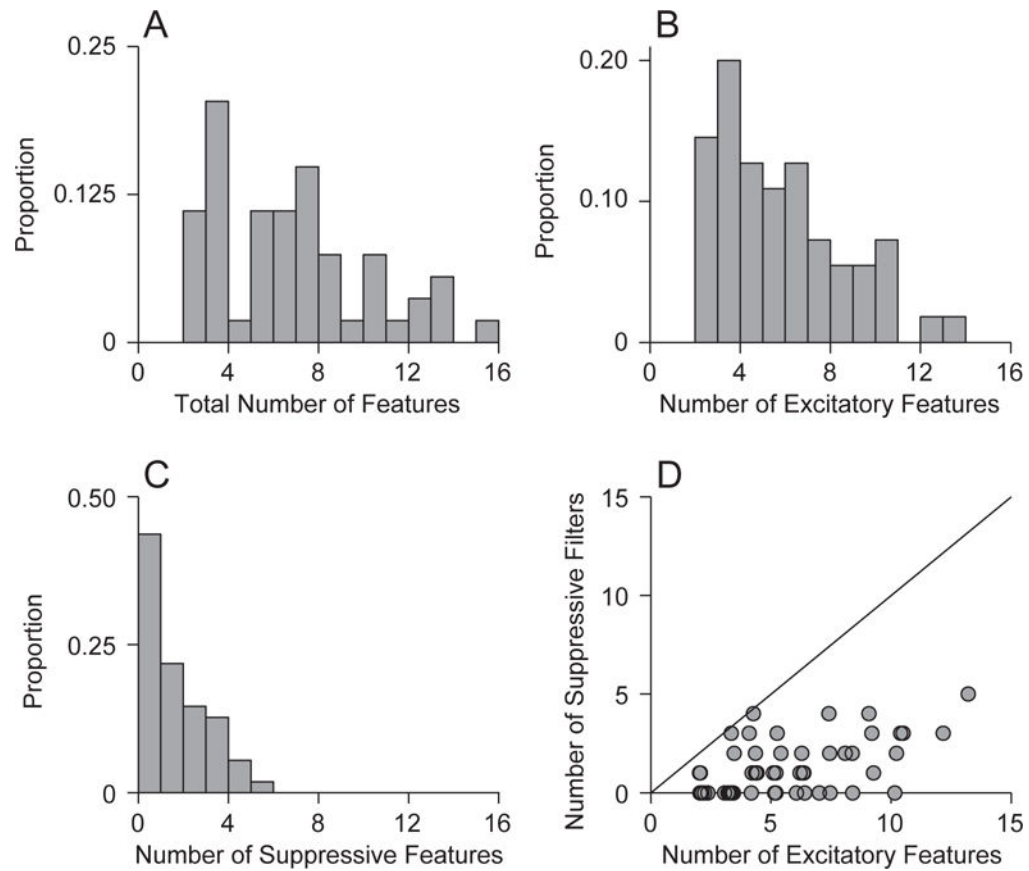 A
0.25
0.125
0
Proportion
0 4 8 12 16
Total Number of Features
B
0.20
0.10
0
Proportion
0 4 8 12 16
Number of Excitatory Features
C
0.50
0.25
0
Proportion
0 4 8 12 16
Number of Suppressive Features
D
15
10
5
0
Number of Suppressive Filters
0 5 10 15
Number of Excitatory Features